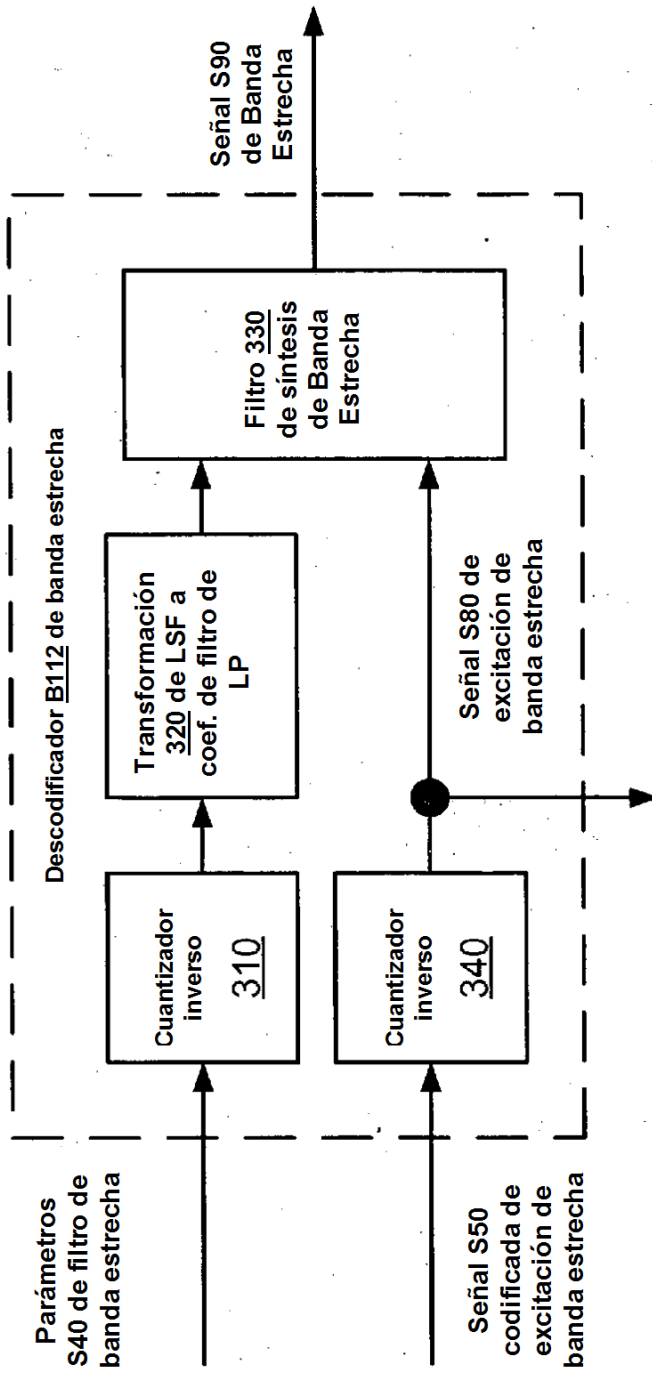 Parámetros
S40 de filtro de
banda estrecha
Señal S50
codificada de
excitación de
banda estrecha
Descodificador B112 de banda estrecha
Cuantizador
inverso
310
Transformación
320 de LSF a
coef. de filtro de
LP
Cuantizador
inverso
340
Señal S80 de
excitación de
banda estrecha
Filtro 330
de síntesis
de Banda
Estrecha
Señal S90
de Banda
Estrecha